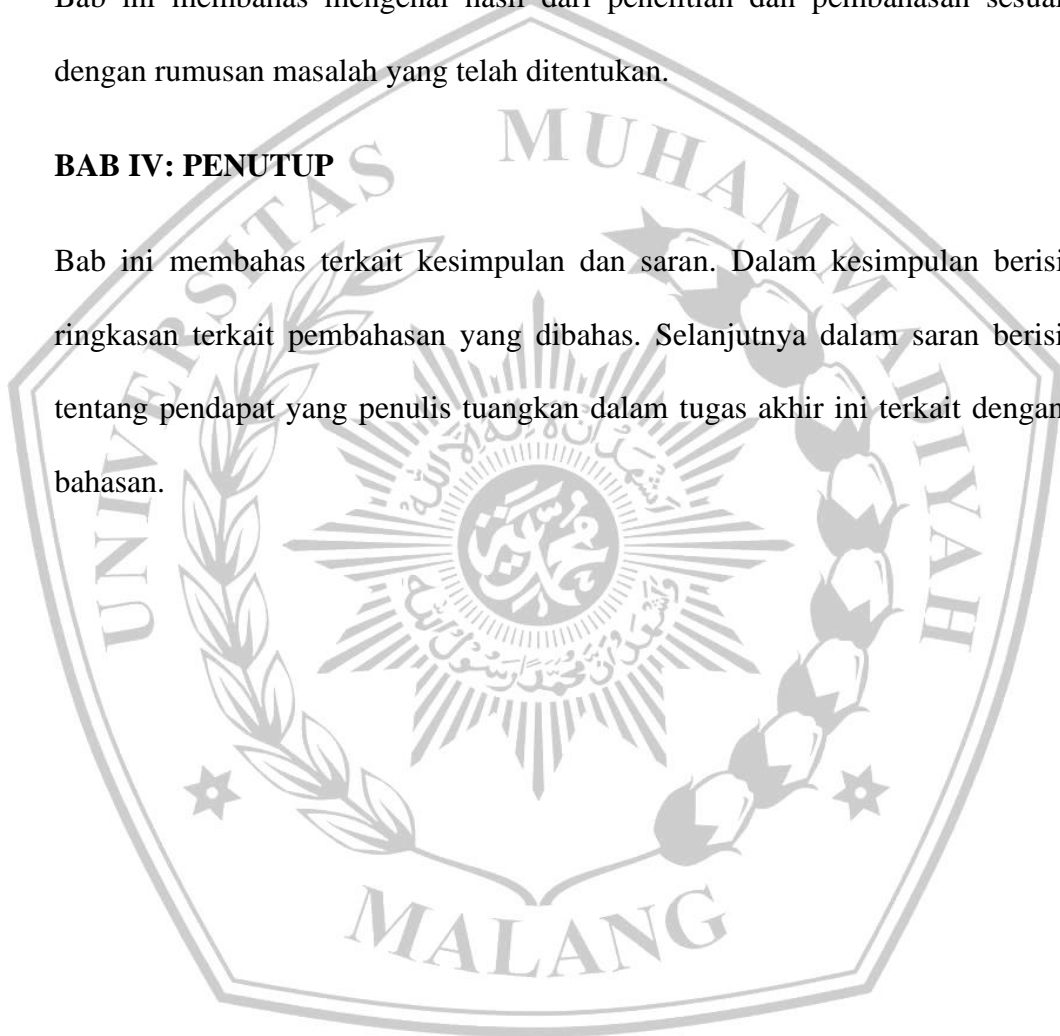 Bab ini membahas mengenai hasil dari penelitian dan pembahasan sesuai
dengan rumusan masalah yang telah ditentukan.
BAB IV: PENUTUP
Bab ini membahas terkait kesimpulan dan saran. Dalam kesimpulan berisi
ringkasan terkait pembahasan yang dibahas. Selanjutnya dalam saran berisi
tentang pendapat yang penulis tuangkan dalam tugas akhir ini terkait dengan
bahasan.
UNIVERSITAS MUHAMMADIYAH
MALANG